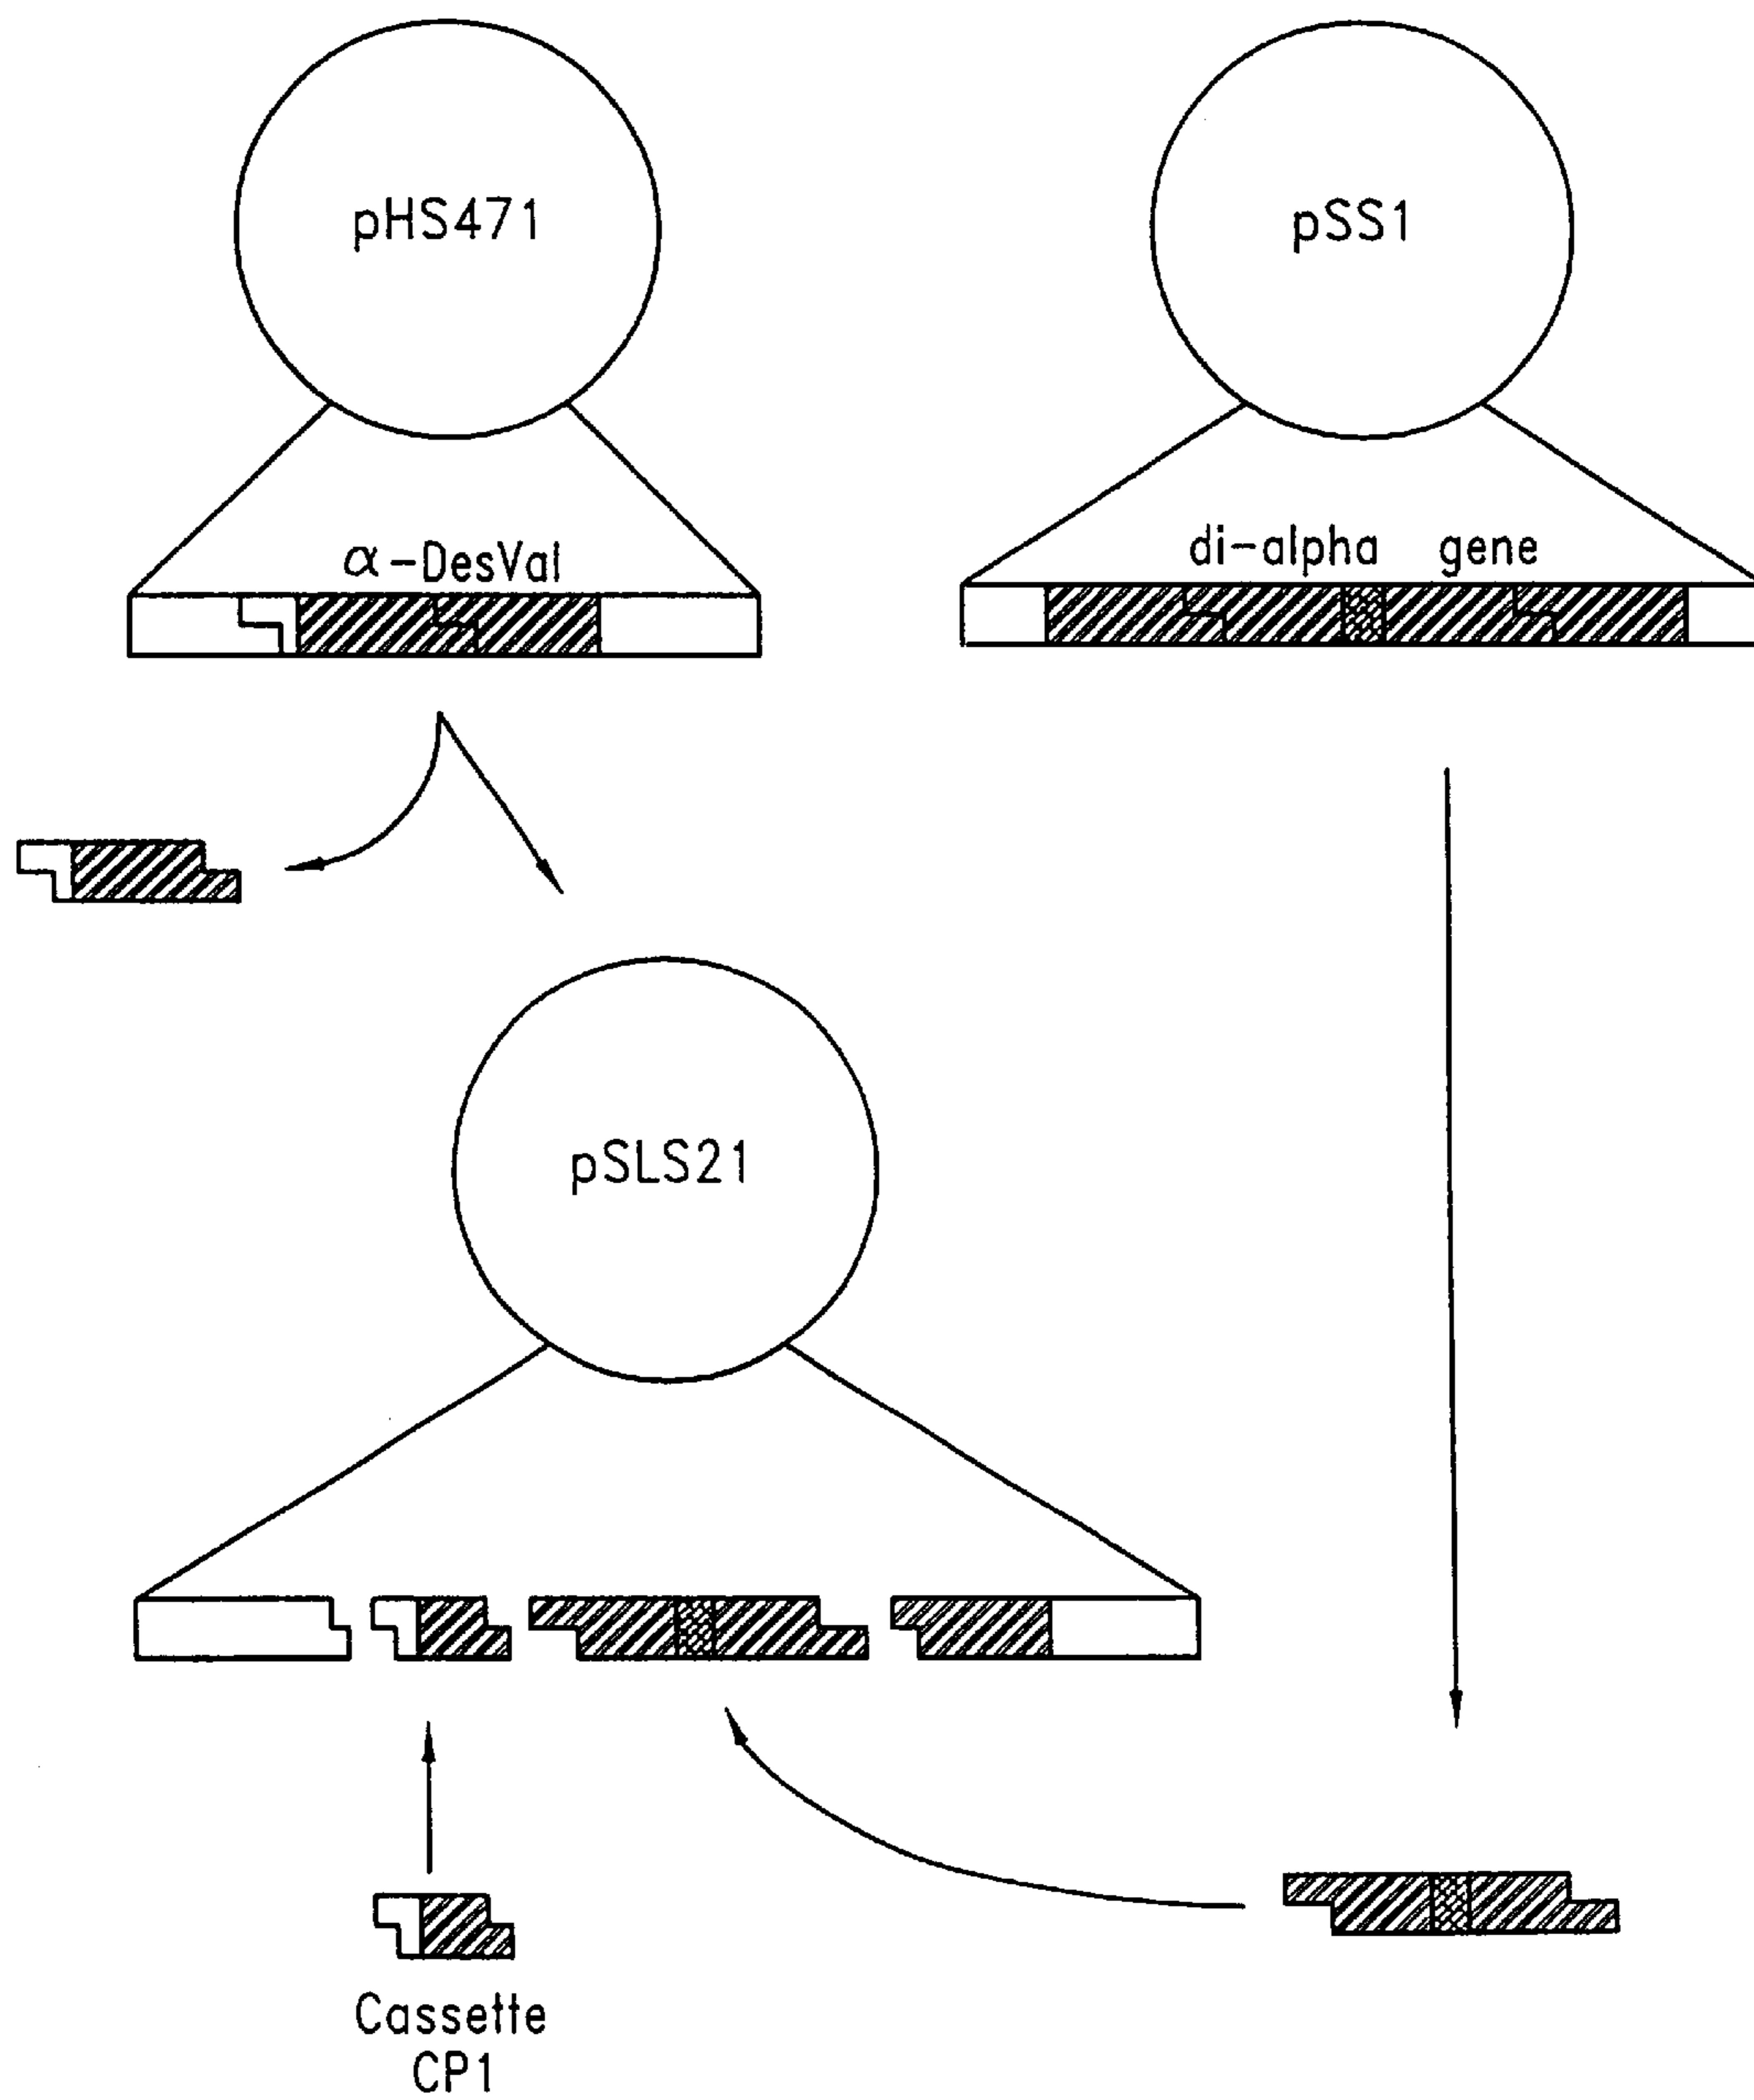 pHS471
pSS1
α-DesVal
di-alpha gene
pSLS21
Cassette
CP1